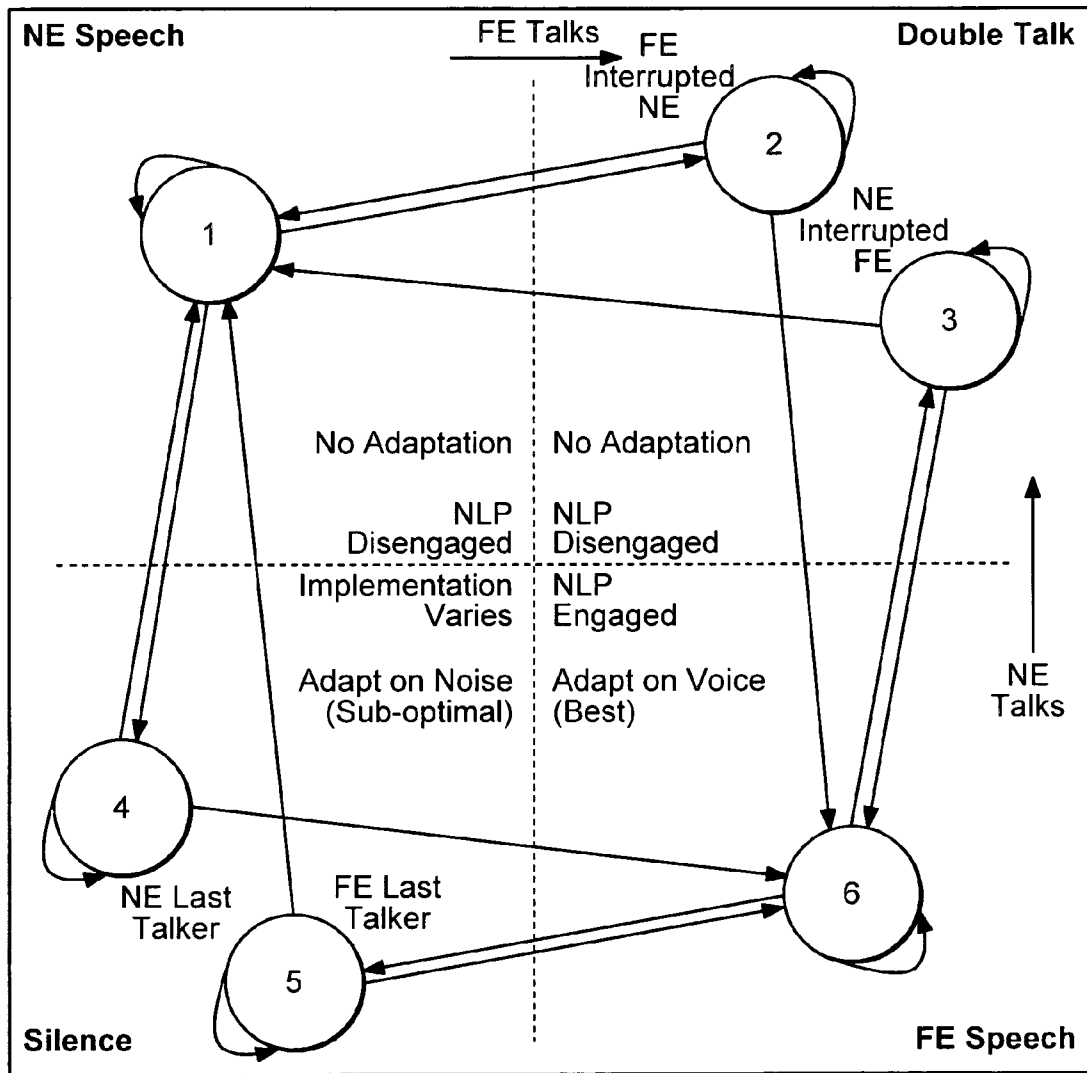 NE Speech
FE Talks
Double Talk
FE
Interrupted
NE
2
1
NE
Interrupted
FE
3
No Adaptation
No Adaptation
NLP
Disengaged
NLP
Disengaged
Implementation
Varies
NLP
Engaged
Adapt on Noise
(Sub-optimal)
Adapt on Voice
(Best)
NE
Talks
4
NE Last
Talker
FE Last
Talker
5
6
Silence
FE Speech